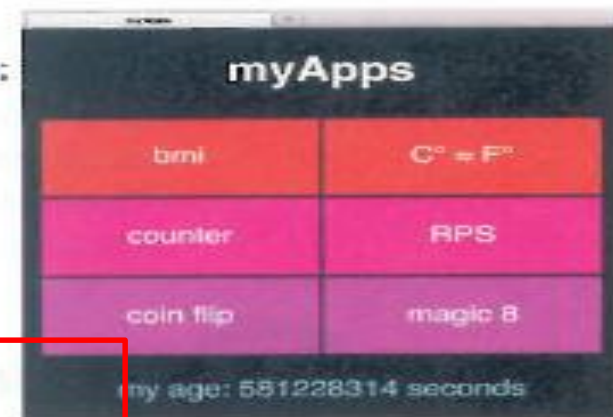 :
myApps
bmi C° = F°
counter RPS
coin flip magic 8
my age: 581228314 seconds